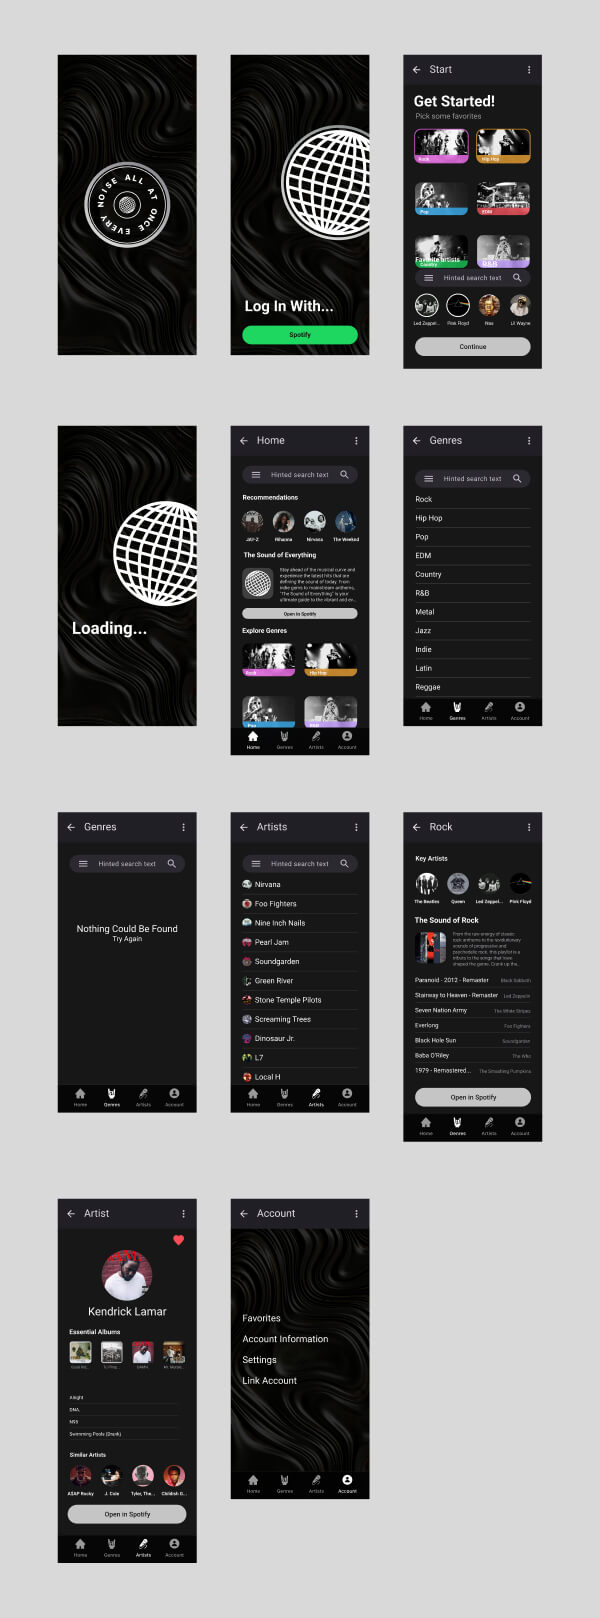 EVERY NOISE ALL AT ONCE
Log In With...
Spotify
Start
Get Started!
Pick some favorites
Rock
Hip Hop
Pop
EDM
Favorite artists
Country
R&B
Hinted search text
Led Zeppel...
Pink Floyd
Nas
Lil Wayne
Continue
Loading...
Home
Hinted search text
Recommendations
JAY-Z
Rihanna
Nirvana
The Weeknd
The Sound of Everything
Stay ahead of the musical curve and
experience the latest hits that are
defining the sound of today. From
indie gems to mainstream anthems,
"The Sound of Everything" is your
ultimate guide to the vibrant and ev...
Open in Spotify
Explore Genres
Rock
Hip Hop
Pop
R&B
Home
Genres
Artists
Account
Genres
Hinted search text
Rock
Hip Hop
Pop
EDM
Country
R&B
Metal
Jazz
Indie
Latin
Reggae
Home
Genres
Artists
Account
Genres
Hinted search text
Nothing Could Be Found
Try Again
Home
Genres
Artists
Account
Artists
Hinted search text
Nirvana
Foo Fighters
Nine Inch Nails
Pearl Jam
Soundgarden
Green River
Stone Temple Pilots
Screaming Trees
Dinosaur Jr.
L7
Local H
Home
Genres
Artists
Account
Rock
Key Artists
The Beatles
Queen
Led Zeppel...
Pink Floyd
The Sound of Rock
From the raw energy of classic
rock anthems to the revolutionary
sounds of progressive and
psychedelic rock, this playlist is a
tribute to the songs that have
shaped the genre. Crank up the...
Paranoid - 2012 - Remaster Black Sabbath
Stairway to Heaven - Remaster Led Zeppelin
Seven Nation Army The White Stripes
Everlong Foo Fighters
Black Hole Sun Soundgarden
Baba O'Riley The Who
1979 - Remastered... The Smashing Pumpkins
Open in Spotify
Home
Genres
Artists
Account
Artist
Kendrick Lamar
Essential Albums
Good Kid...
To Pimp...
DAMN.
Mr. Morale...
Alright
DNA.
N95
Swimming Pools (Drank)
Similar Artists
A$AP Rocky
J. Cole
Tyler, The...
Childish G...
Open in Spotify
Home
Genres
Artists
Account
Account
Favorites
Account Information
Settings
Link Account
Home
Genres
Artists
Account